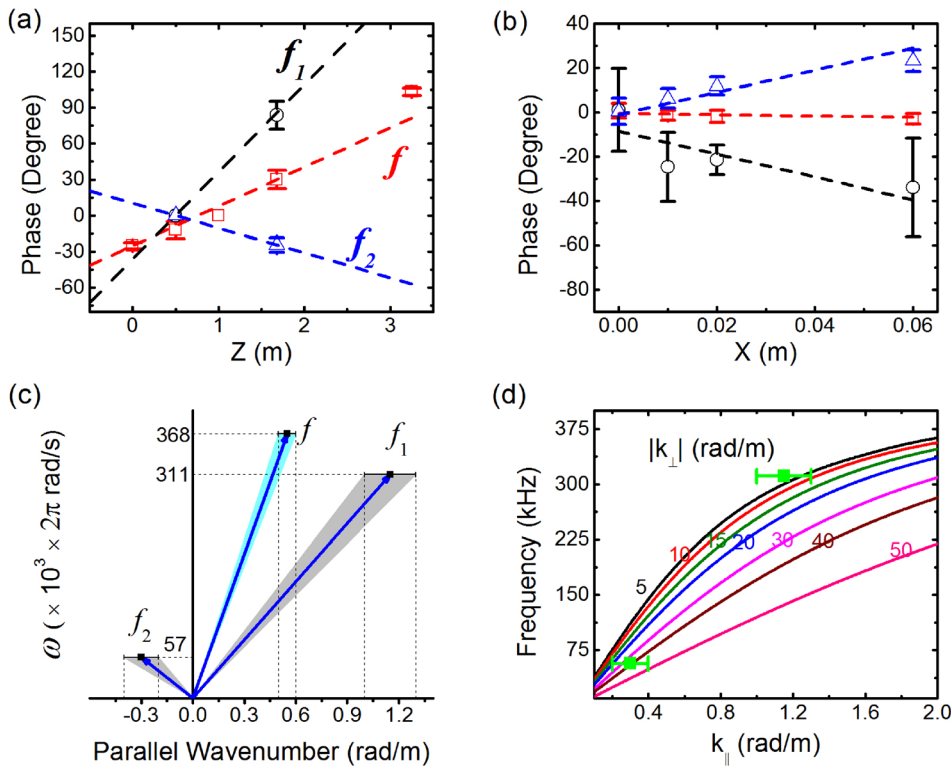 (a)
150
120
90
60
30
0
-30
-60
Phase (Degree)
f1
f
f2
0
1
2
3
Z (m)
(b)
40
20
0
-20
-40
-60
-80
Phase (Degree)
0.00
0.02
0.04
0.06
X (m)
(c)
368
311
57
f
f1
f2
ω ( × 10³ × 2π rad/s)
-0.3
0.0
0.3
0.6
0.9
1.2
Parallel Wavenumber (rad/m)
(d)
375
300
225
150
75
Frequency (kHz)
|k⊥| (rad/m)
5
10
15
20
30
40
50
0.4
0.8
1.2
1.6
2.0
k∥ (rad/m)